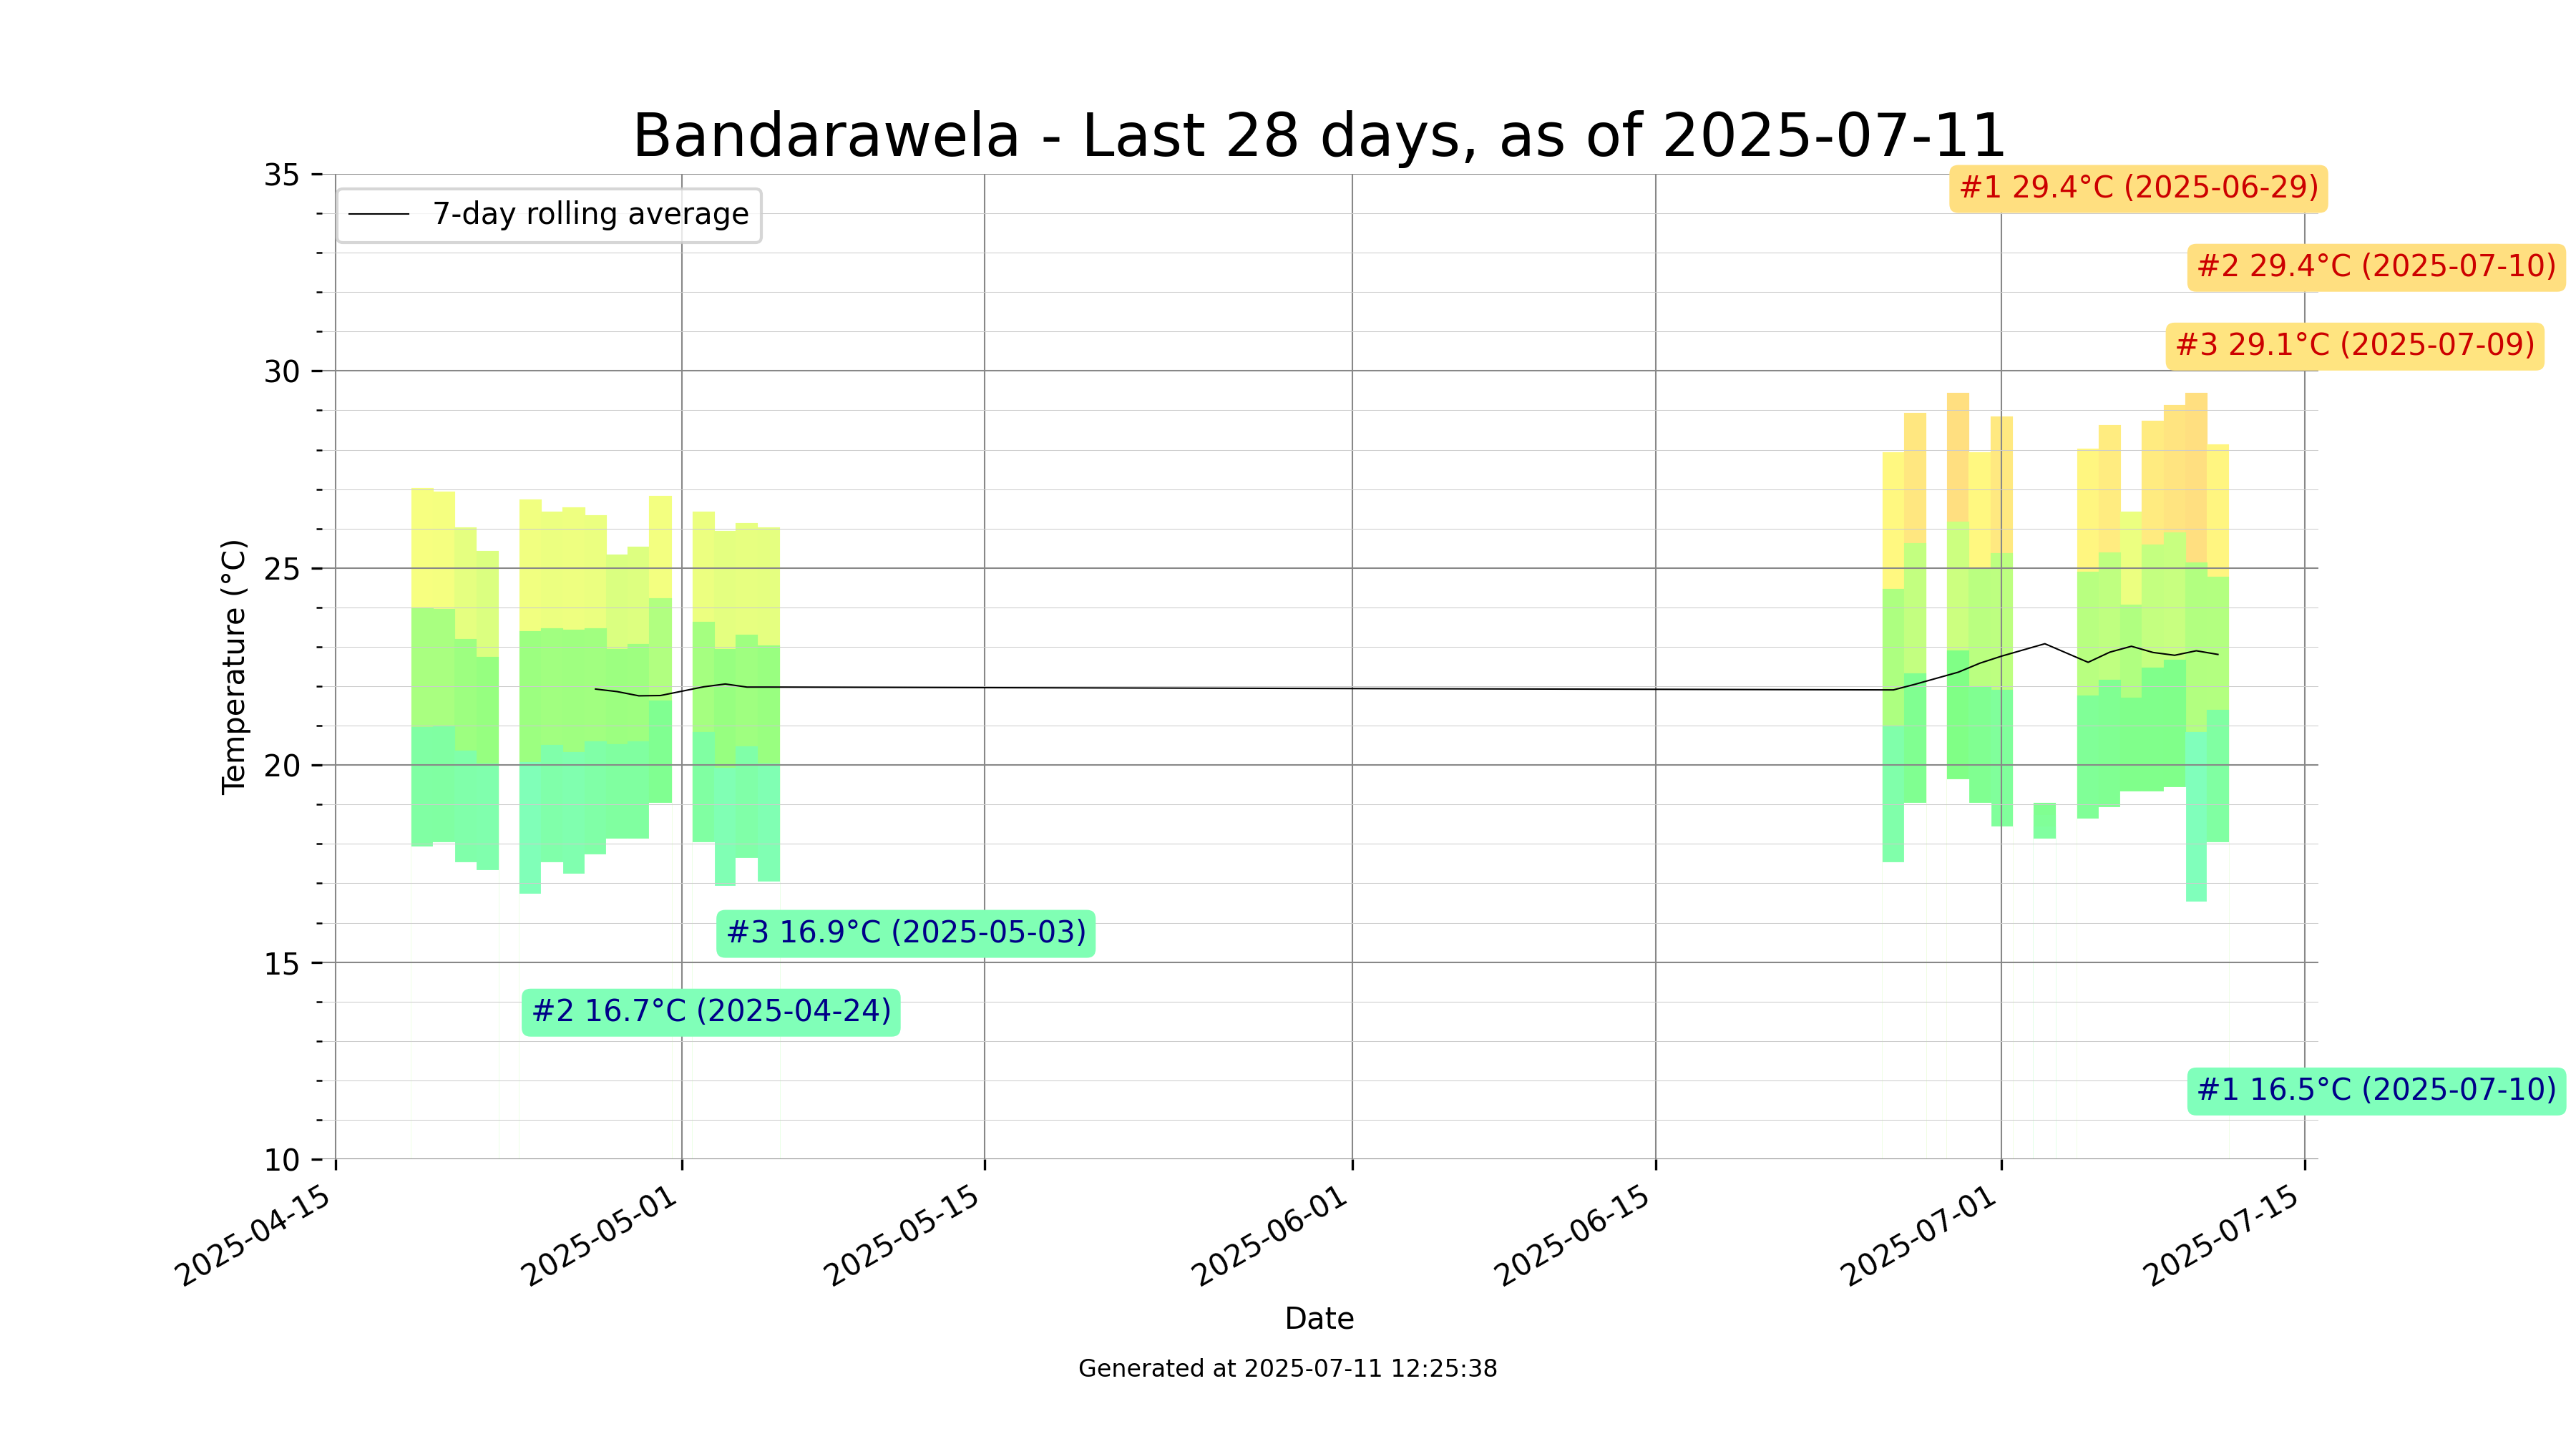 Bandarawela - Last 28 days, as of 2025-07-11
35
#1 29.4°C (2025-06-29)
7-day rolling average
#2 29.4°C (2025-07-10)
#3 29.1°C (2025-07-09)
30
25
Temperature (°C)
20
#3 16.9°C (2025-05-03)
15
#2 16.7°C (2025-04-24)
#1 16.5°C (2025-07-10)
10
2025-04-15
2025-05-01
2025-05-15
2025-06-01
2025-06-15
2025-07-01
2025-07-15
Date
Generated at 2025-07-11 12:25:38